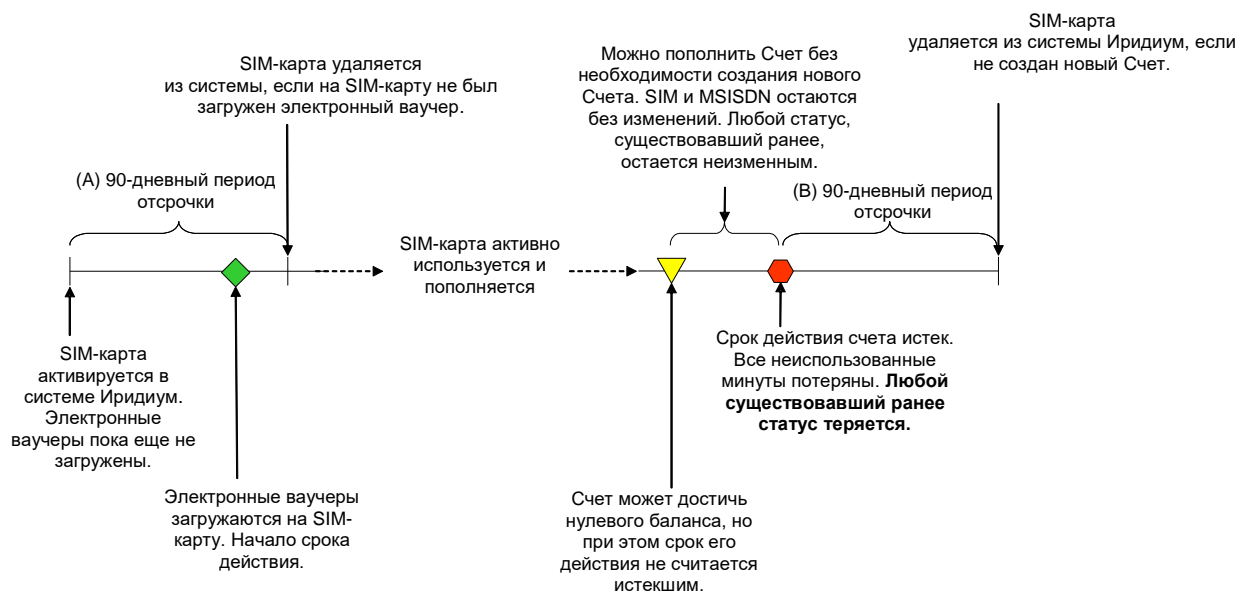 SIM-карта удаляется
из системы, если на SIM-карту не был
загружен электронный ваучер.
Можно пополнить Счет без
необходимости создания нового
Счета. SIM и MSISDN остаются
без изменений. Любой статус,
существовавший ранее,
остается неизменным.
SIM-карта
удаляется из системы Иридиум, если
не создан новый Счет.
(A) 90-дневный период
отсрочки
(B) 90-дневный период
отсрочки
SIM-карта активно
используется и
пополняется
SIM-карта
активируется в
системе Иридиум.
Электронные
ваучеры пока еще не
загружены.
Электронные ваучеры
загружаются на SIM-
карту. Начало срока
действия.
Счет может достичь
нулевого баланса, но
при этом срок его
действия не считается
истекшим.
Срок действия счета истек.
Все неиспользованные
минуты потеряны. Любой
существовавший ранее
статус теряется.